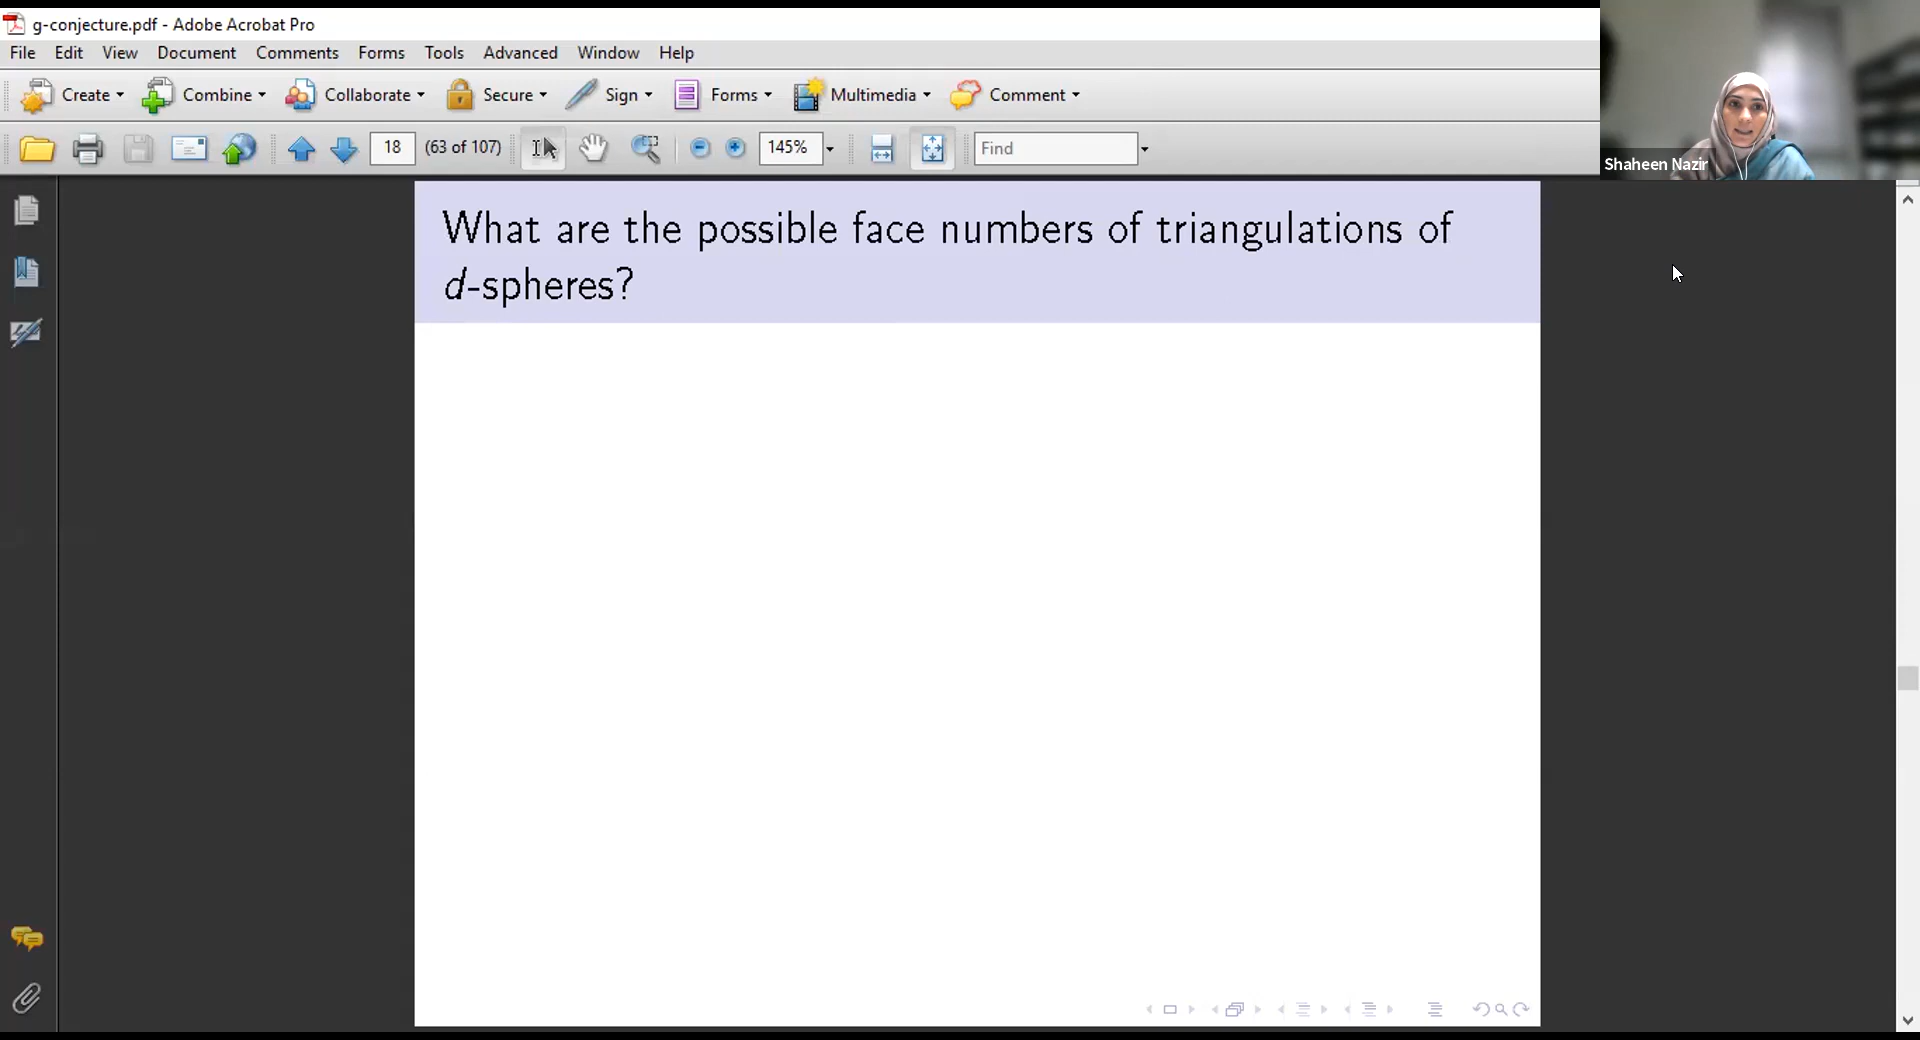 g-conjecture.pdf - Adobe Acrobat Pro
File Edit View Document Comments Forms Tools Advanced Window Help
Create Combine Collaborate Secure Sign Forms Multimedia Comment
18 (63 of 107) 145% Find
Shaheen Nazir
What are the possible face numbers of triangulations of
d-spheres?